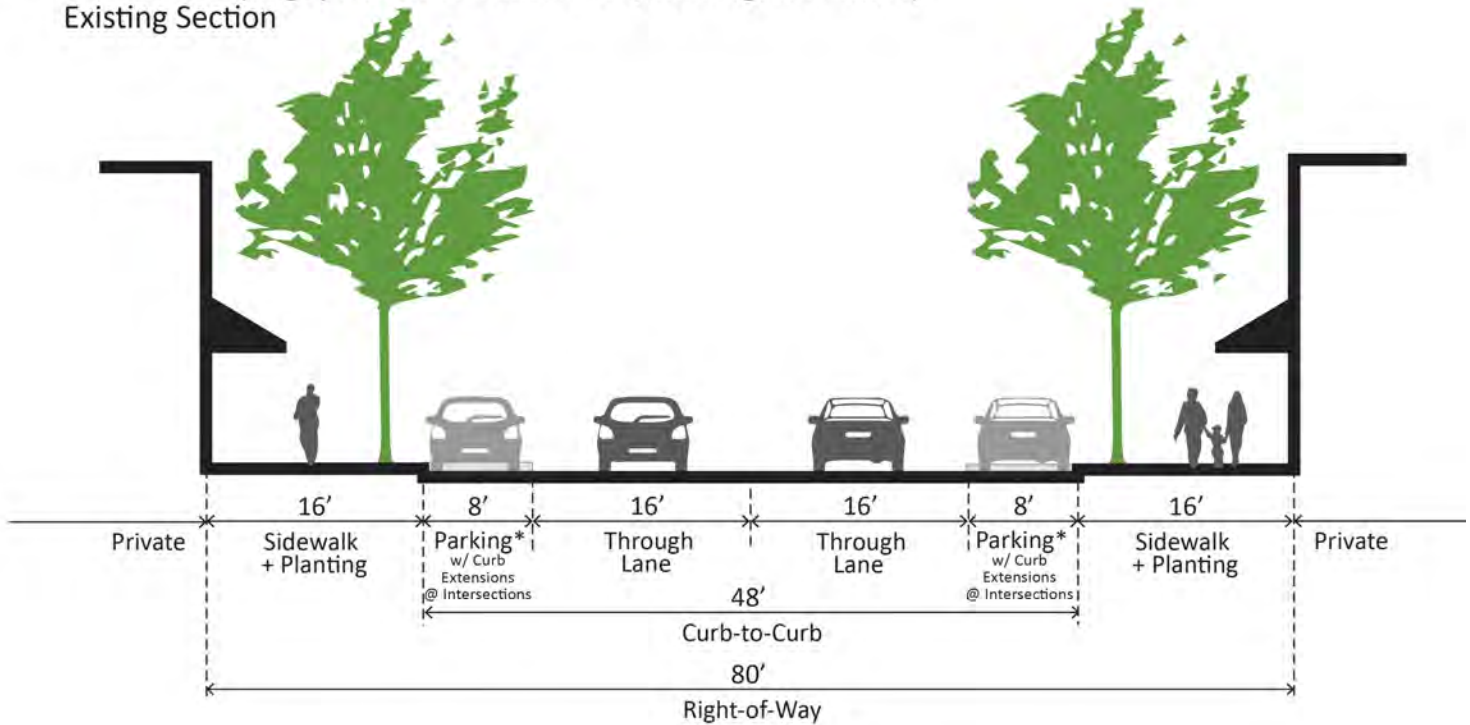 Existing Section
16’ 8’ 16’ 16’ 8’ 16’
Private Sidewalk Parking* Through Through Parking* Sidewalk Private
+ Planting w/ Curb Lane Lane w/ Curb + Planting
Extensions Extensions
@ Intersections @ Intersections
48’
Curb-to-Curb
80’
Right-of-Way